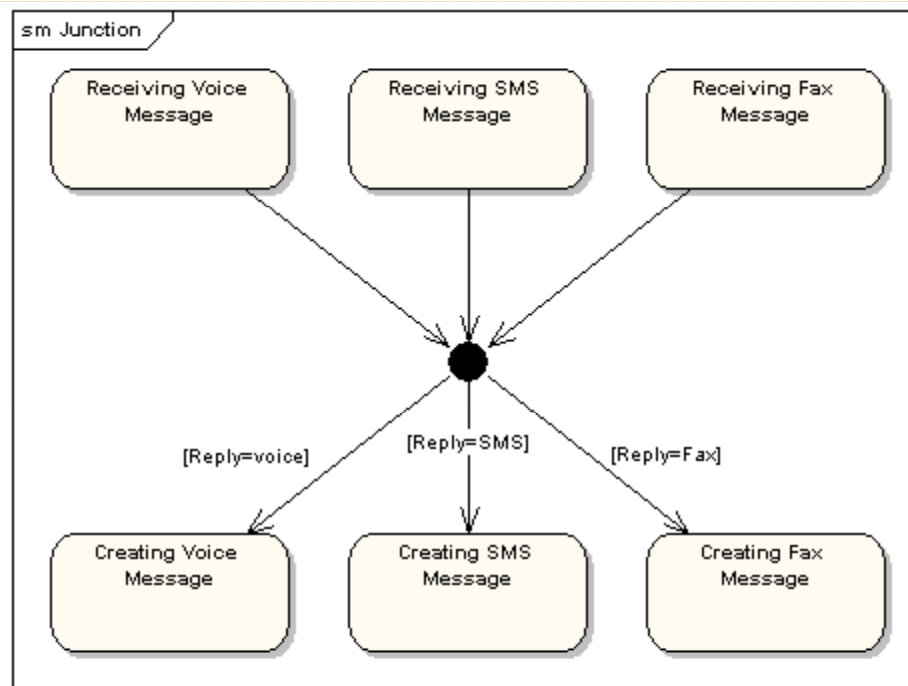 sm Junction
Receiving Voice
Message
Receiving SMS
Message
Receiving Fax
Message
[Reply=voice]
[Reply=SMS]
[Reply=Fax]
Creating Voice
Message
Creating SMS
Message
Creating Fax
Message